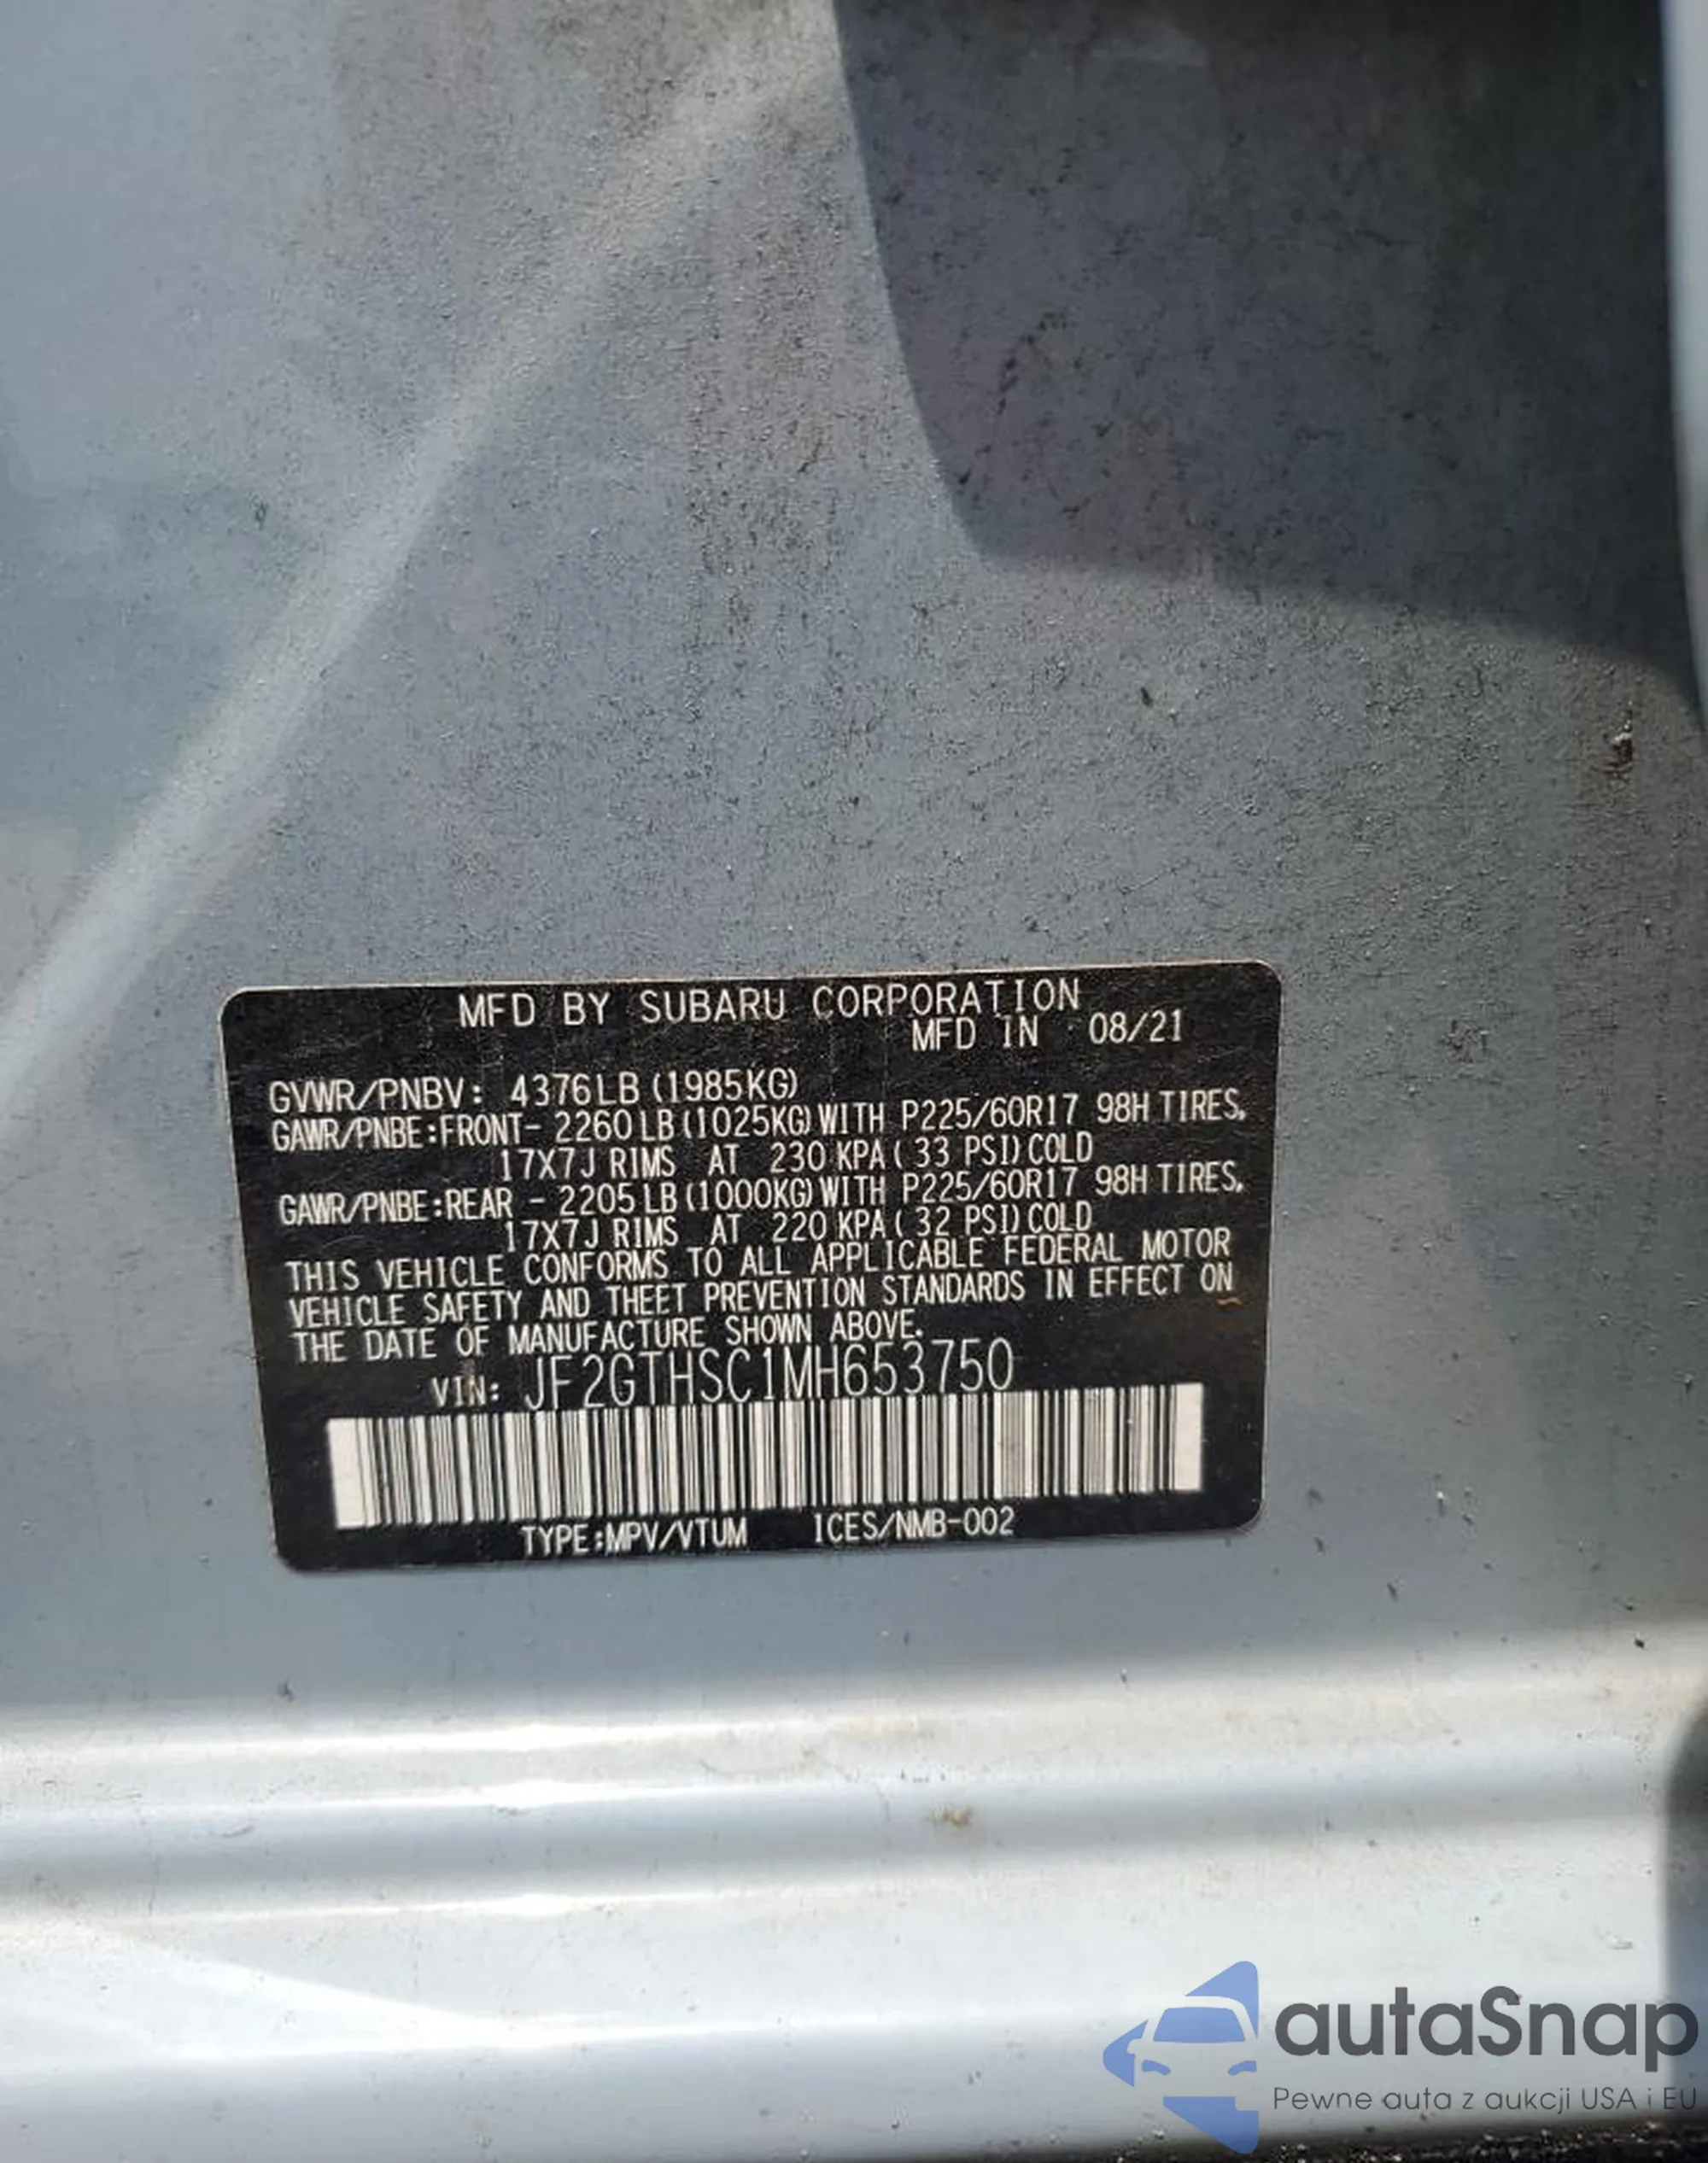 MFD BY SUBARU CORPORATION
MFD IN 08/21
GVWR/PNBV: 4376LB (1985KG)
GAWR/PNBE:FRONT- 2260LB (1025KG) WITH P225/60R17 98H TIRES,
17X7J RIMS AT 230 KPA ( 33 PSI) COLD
GAWR/PNBE:REAR - 2205LB (1000KG) WITH P225/60R17 98H TIRES,
17X7J RIMS AT 220 KPA ( 32 PSI) COLD
THIS VEHICLE CONFORMS TO ALL APPLICABLE FEDERAL MOTOR
VEHICLE SAFETY AND THEFT PREVENTION STANDARDS IN EFFECT ON
THE DATE OF MANUFACTURE SHOWN ABOVE.
VIN: JF2GTHSC1MH653750
TYPE:MPV/VTUM ICES/NMB-002
autaSnap
Pewne auta z aukcji USA i EU